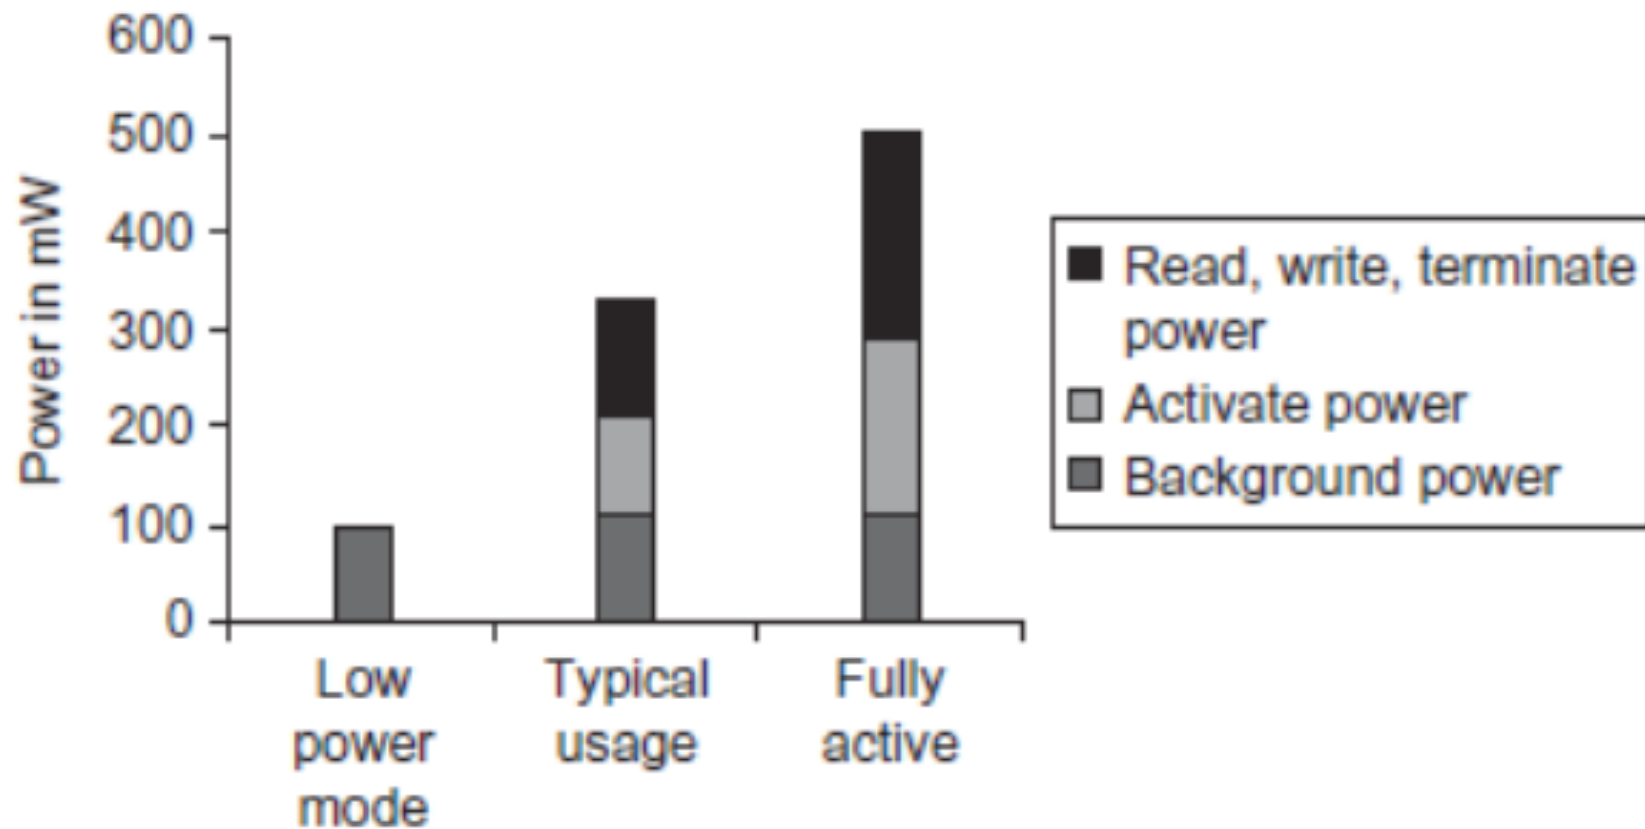 Power in mW
600
500
400
300
200
100
0
Low
power
mode
Typical
usage
Fully
active
Read, write, terminate
power
Activate power
Background power